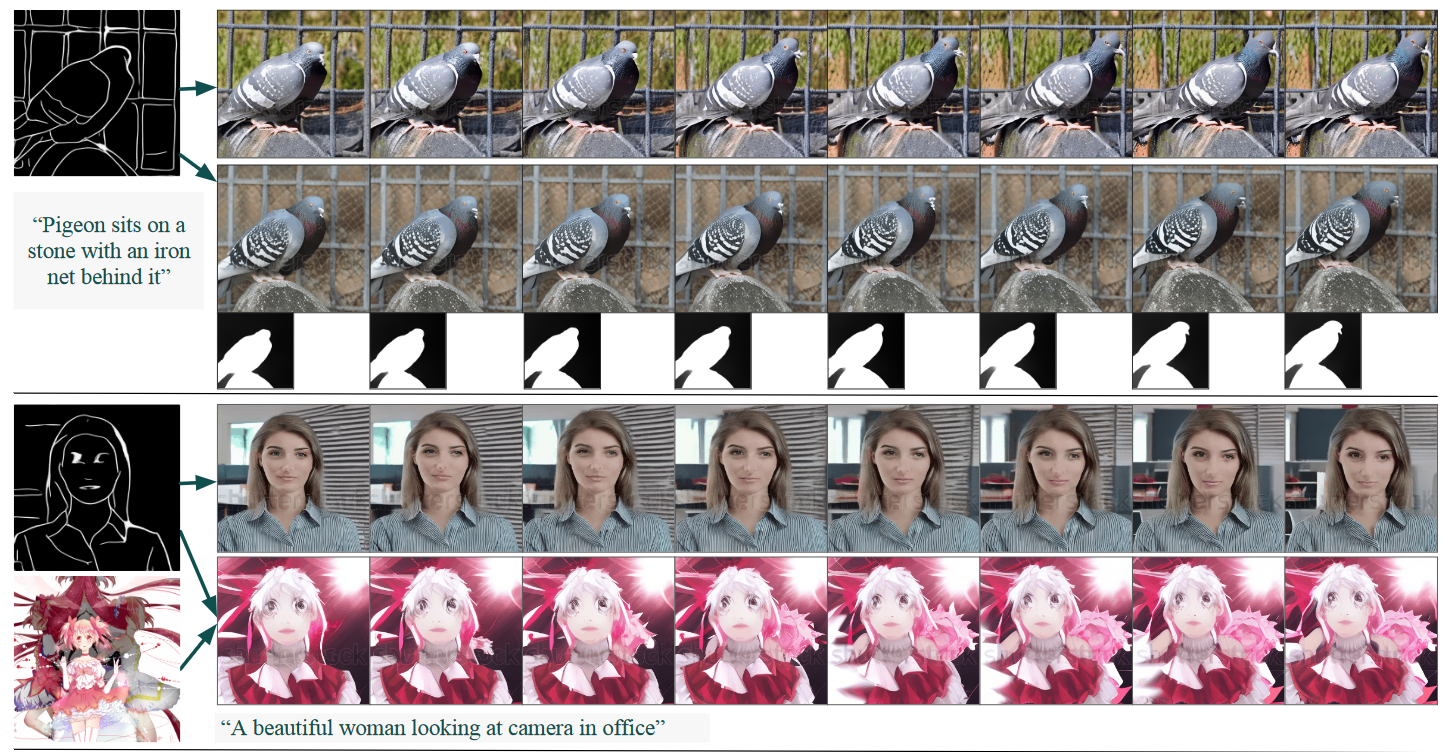 “Pigeon sits on a
stone with an iron
net behind it”
“A beautiful woman looking at camera in office”